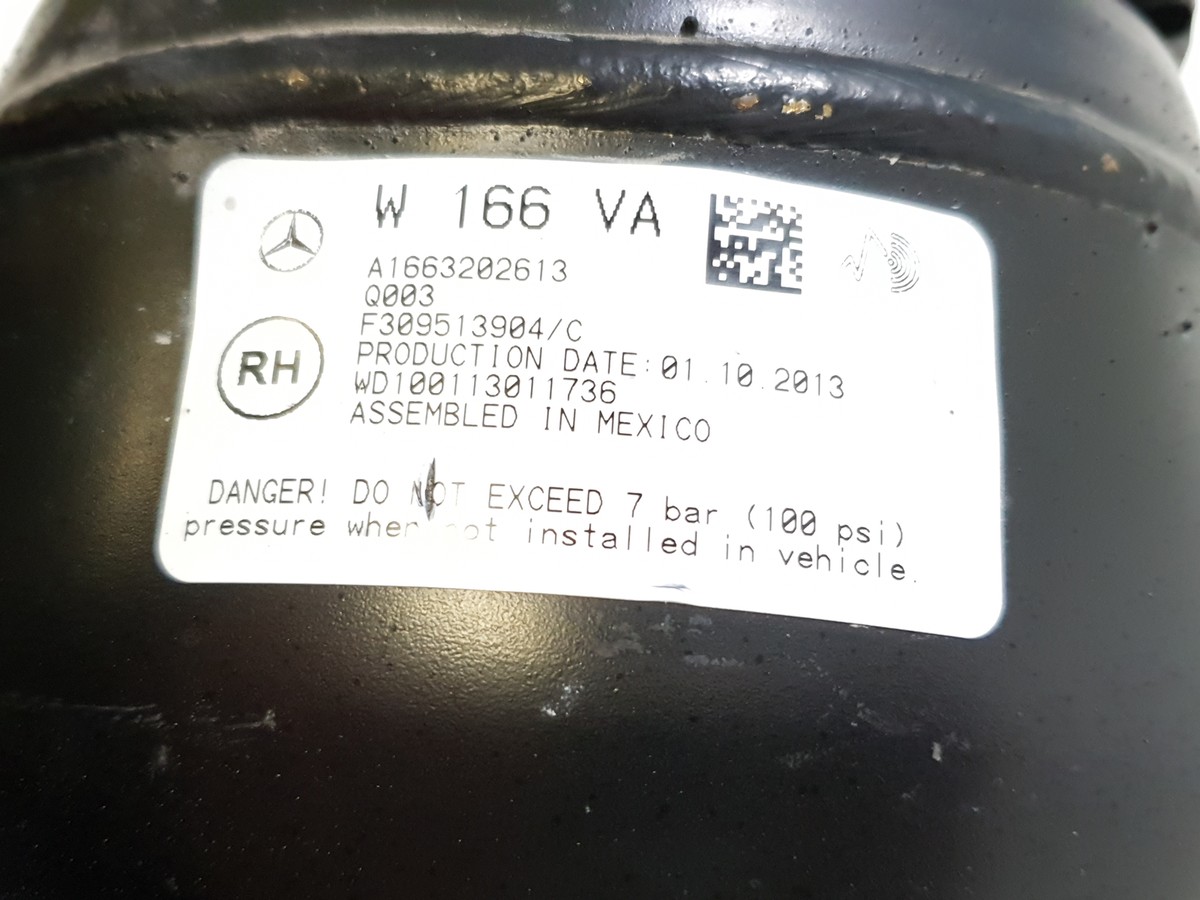 W 166 VA
A1663202613
Q003
F309513904/C
RH
PRODUCTION DATE: 01.10.2013
WD100113011736
ASSEMBLED IN MEXICO
DANGER! DO NOT EXCEED 7 bar (100 psi)
pressure when not installed in vehicle.